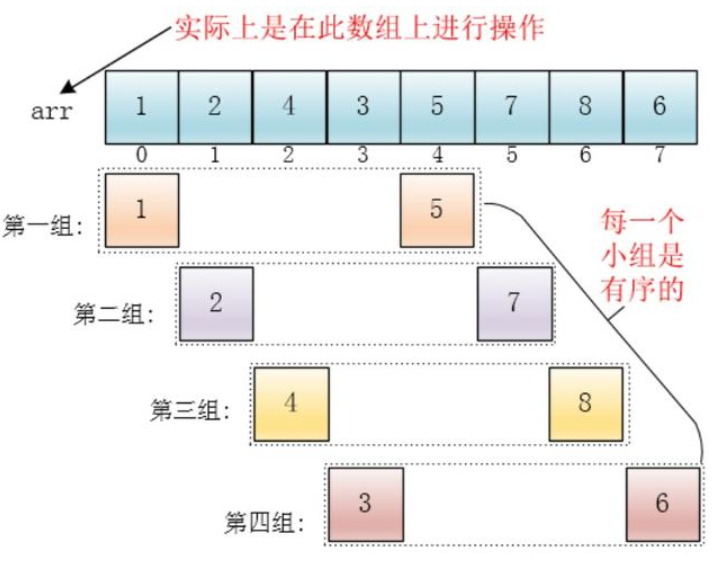 实际上是在此数组上进行操作
arr
1 2 4 3 5 7 8 6
0 1 2 3 4 5 6 7
第一组: 1 5
每一个
小组是
有序的
第二组: 2 7
第三组: 4 8
第四组: 3 6